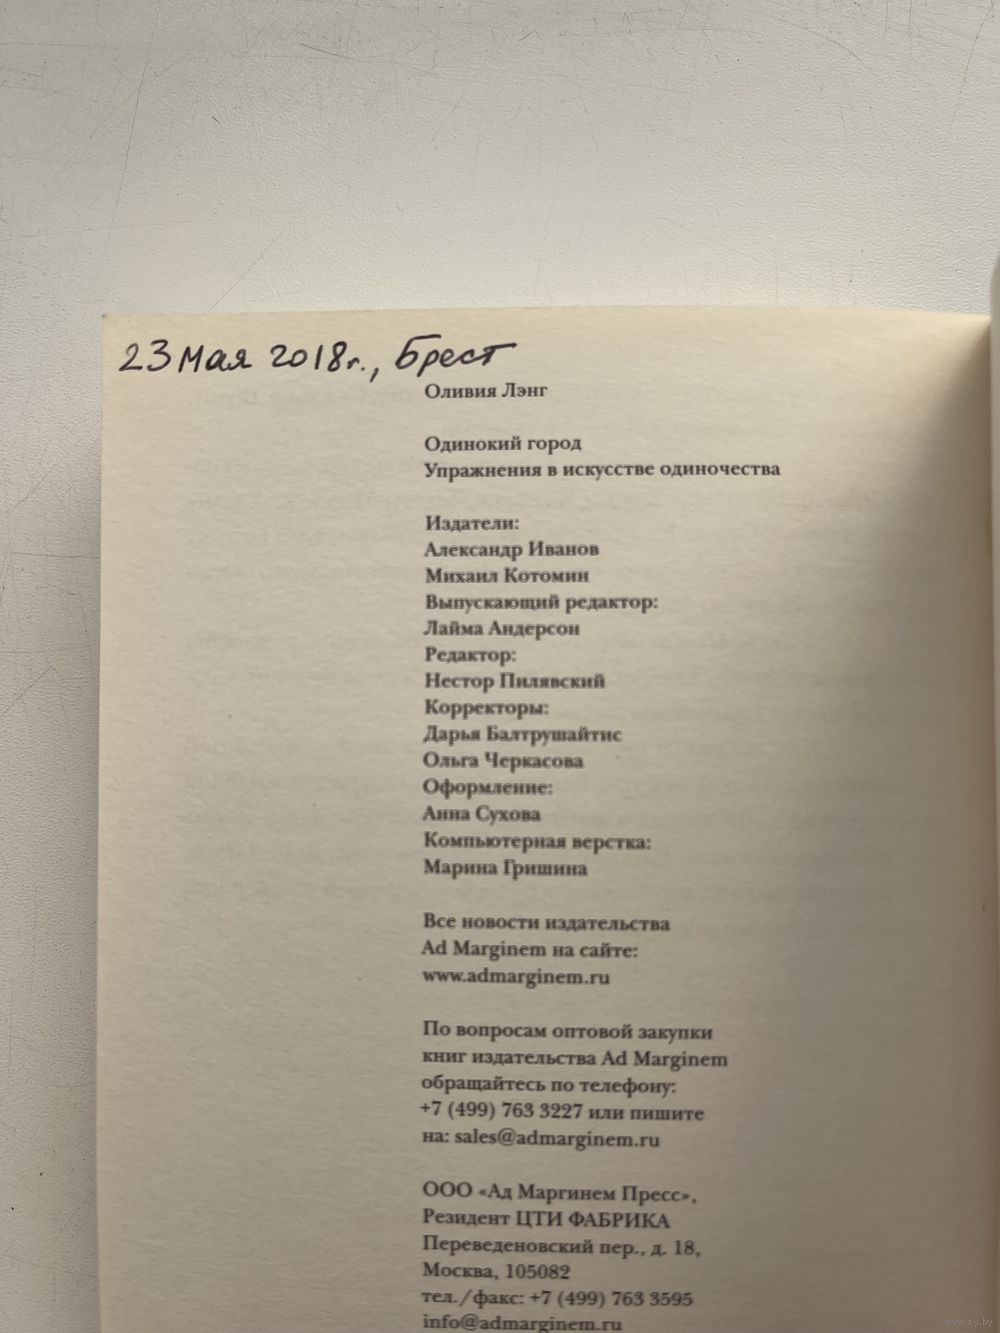 23 мая 2018г., Брест
Оливия Лэнг
Одинокий город
Упражнения в искусстве одиночества
Издатели:
Александр Иванов
Михаил Котомин
Выпускающий редактор:
Лайма Андерсон
Редактор:
Нестор Пилявский
Корректоры:
Дарья Балтрушайтис
Ольга Черкасова
Оформление:
Анна Сухова
Компьютерная верстка:
Марина Гришина
Все новости издательства
Ad Marginem на сайте:
www.admarginem.ru
По вопросам оптовой закупки
книг издательства Ad Marginem
обращайтесь по телефону:
+7 (499) 763 3227 или пишите
на: sales@admarginem.ru
ООО «Ад Маргинем Пресс»,
Резидент ЦТИ ФАБРИКА
Переведеновский пер., д. 18,
Москва, 105082
тел./факс: +7 (499) 763 3595
info@admarginem.ru
www.ay.by